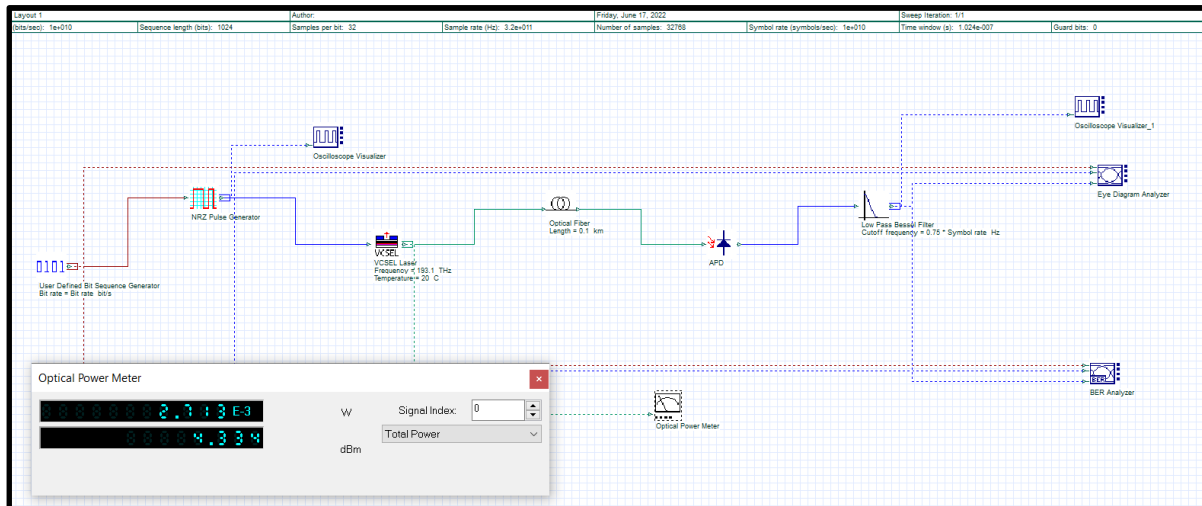 Layout 1
Author:
Friday, June 17, 2022
Sweep Iteration: 1/1
(bits/sec): 1e+010
Sequence length (bits): 1024
Samples per bit: 32
Sample rate (Hz): 3.2e+011
Number of samples: 32768
Symbol rate (symbols/sec): 1e+010
Time window (s): 1.024e-007
Guard bits: 0
Oscilloscope Visualizer
Oscilloscope Visualizer_1
Eye Diagram Analyzer
NRZ Pulse Generator
Optical Fiber
Length = 0.1 km
Low Pass Bessel Filter
Cutoff frequency = 0.75 * Symbol rate Hz
VCSEL
VCSEL Laser
Frequency = 193.1 THz
Temperature = 20 C
APD
0101
User Defined Bit Sequence Generator
Bit rate = Bit rate bit/s
BER
BER Analyzer
Optical Power Meter
Optical Power Meter
2.713 E-3
W
Signal Index:
0
4.334
dBm
Total Power